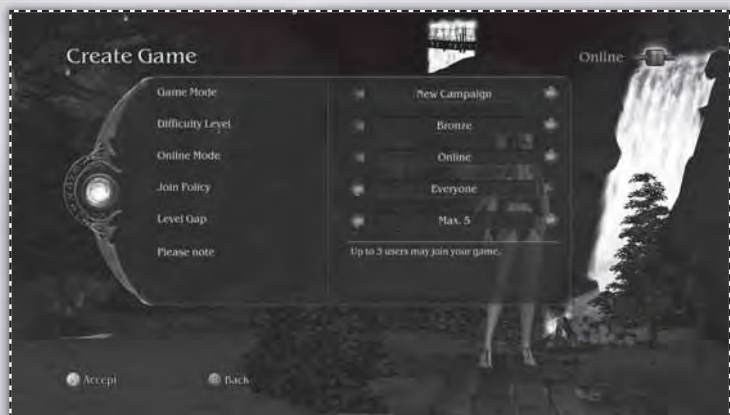 Create Game
Online
Game Mode New Campaign
Difficulty Level Bronze
Online Mode Online
Join Policy Everyone
Level Gap Max. 5
Please note Up to 3 users may join your game.
Accept Back